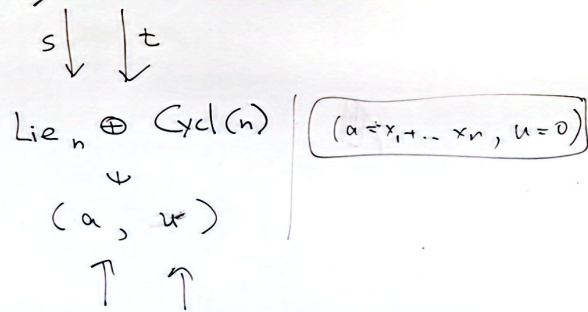 s t
Lie_n ⊕ Cycl(n)
(a = x_1 + .. x_n, u = 0)
(a, u)